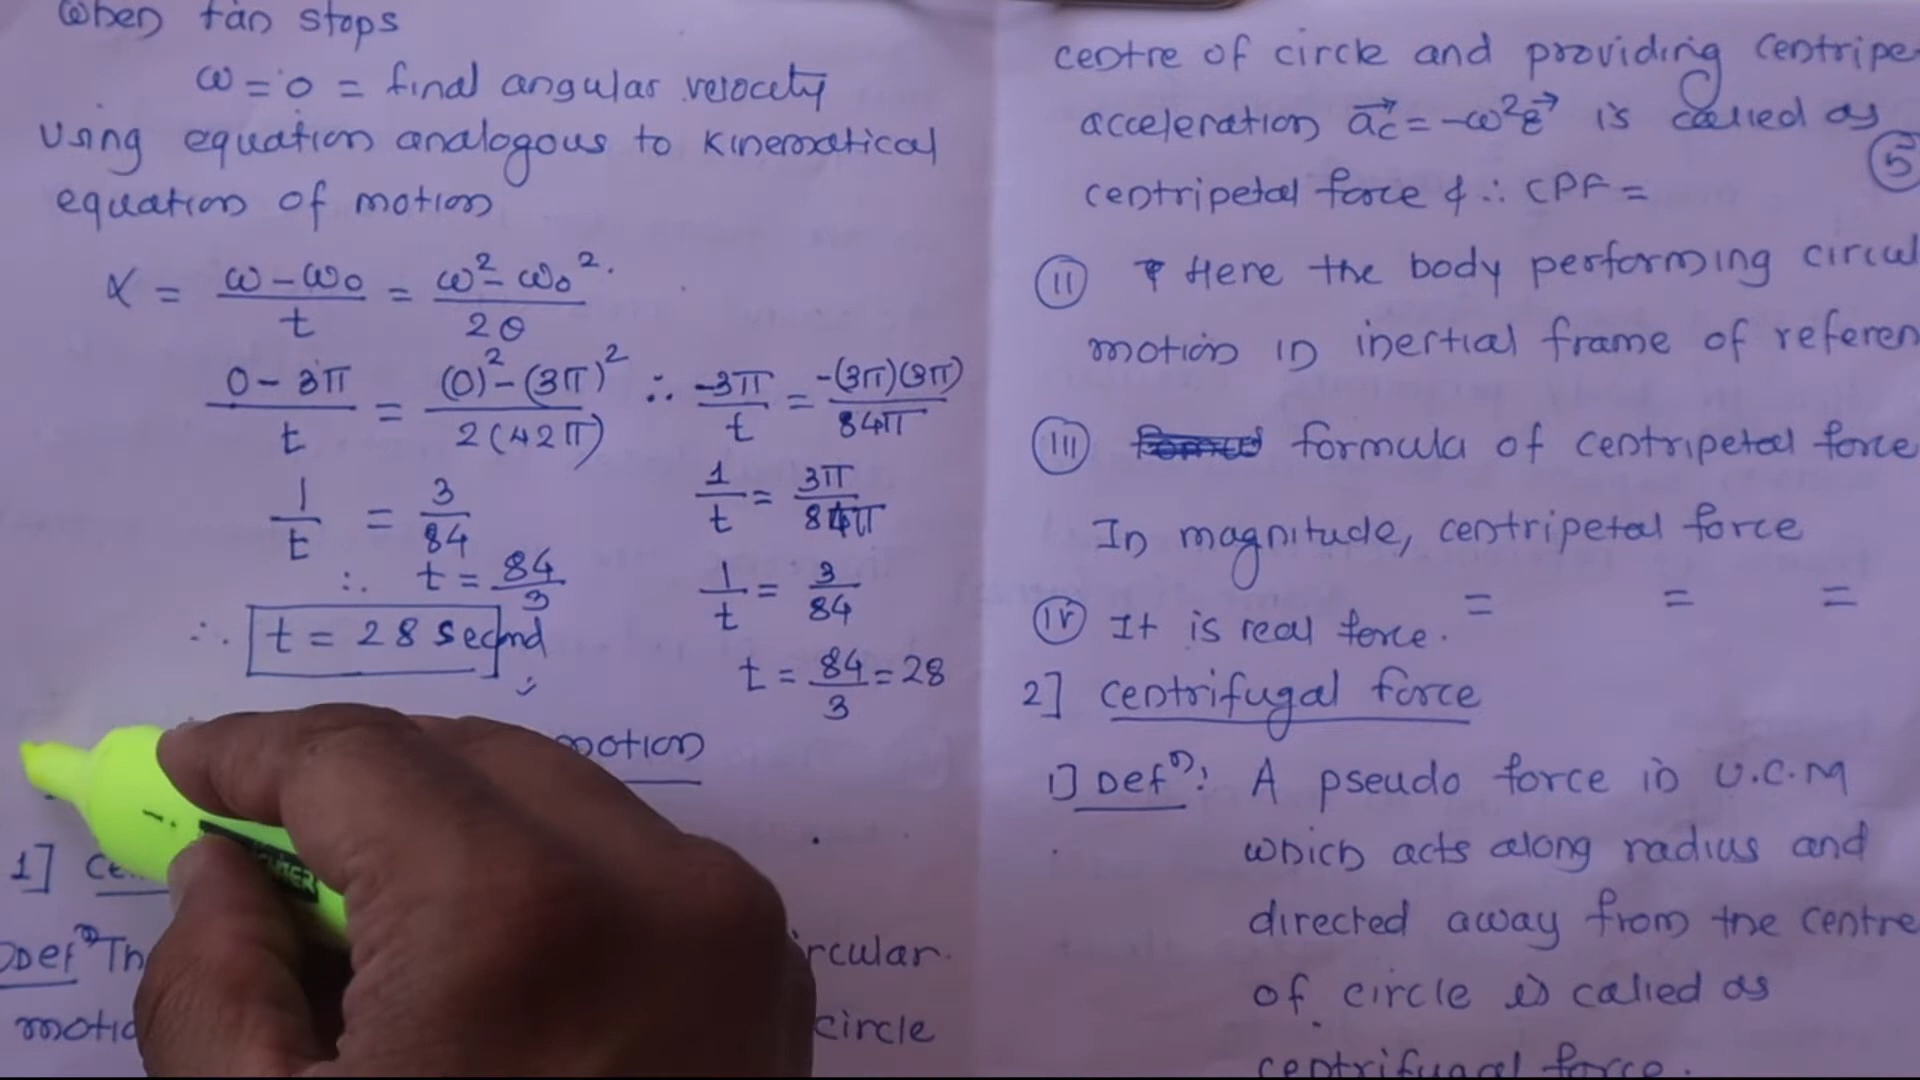 when fan stops
ω = 0 = final angular velocity
Using equation analogous to kinematical
equation of motion
α = ω - ω₀ / t = ω² - ω₀² / 2θ
0 - 3π / t = (0)² - (3π)² / 2(42π) ∴ -3π / t = -(3π)(3π) / 84π
1 / t = 3 / 84
1 / t = 3π / 84π
∴ t = 84 / 3
1 / t = 3 / 84
∴ t = 28 second
t = 84 / 3 = 28
motion
1]
Def
rcular
circle
centre of circle and providing centripe
acceleration a⃗c = -ω²r⃗ is called as
5
centripetal force & ∴ CPF =
(II) Here the body performing circul
motion in inertial frame of referen
(III) formula of centripetal force
In magnitude, centripetal force
= = =
(IV) It is real force.
2] centrifugal force
1] Defⁿ: A pseudo force in U.C.M
which acts along radius and
directed away from the centre
of circle is called as
centrifugal force.